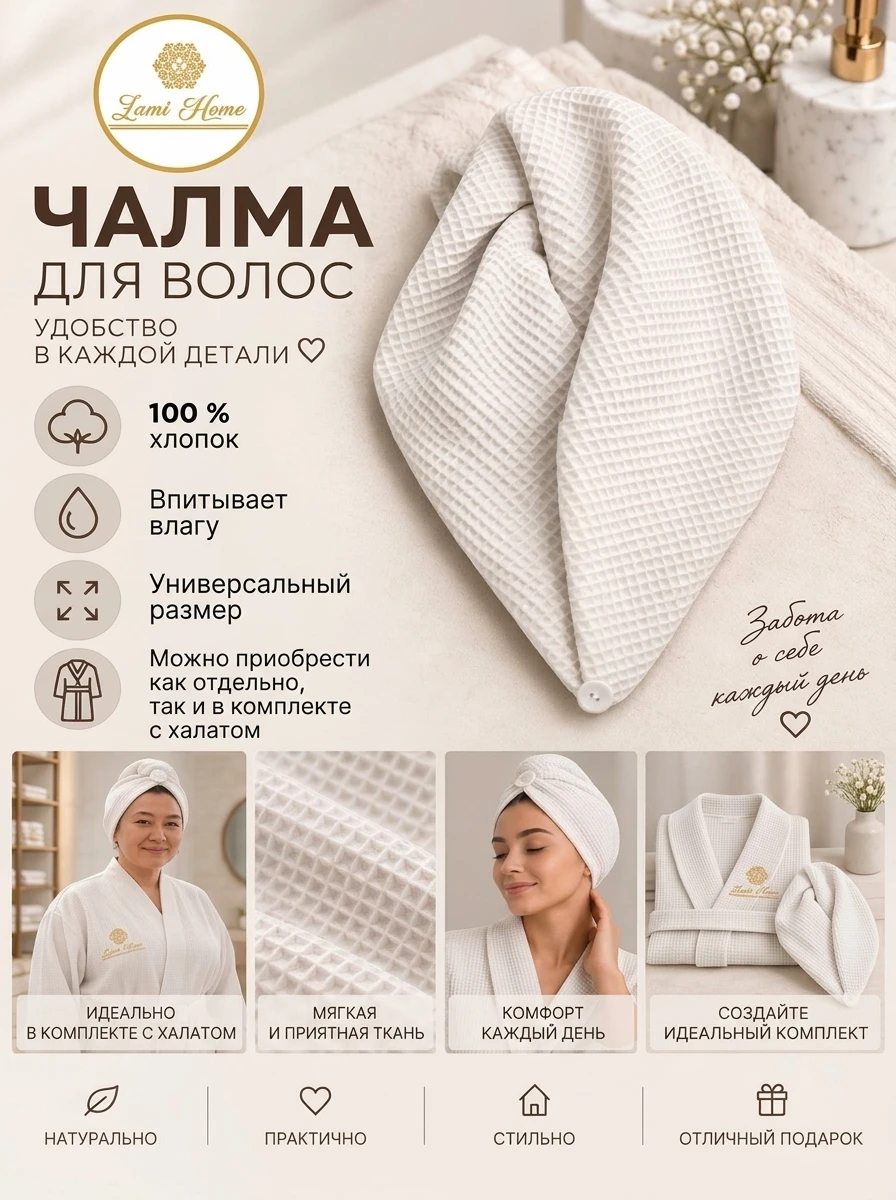 Lami Home
ЧАЛМА
ДЛЯ ВОЛОС
УДОБСТВО
В КАЖДОЙ ДЕТАЛИ
100 %
хлопок
Впитывает
влагу
Универсальный
размер
Можно приобрести
как отдельно,
так и в комплекте
с халатом
Забота
о себе
каждый день
ИДЕАЛЬНО
В КОМПЛЕКТЕ С ХАЛАТОМ
МЯГКАЯ
И ПРИЯТНАЯ ТКАНЬ
КОМФОРТ
КАЖДЫЙ ДЕНЬ
СОЗДАЙТЕ
ИДЕАЛЬНЫЙ КОМПЛЕКТ
НАТУРАЛЬНО
ПРАКТИЧНО
СТИЛЬНО
ОТЛИЧНЫЙ ПОДАРОК